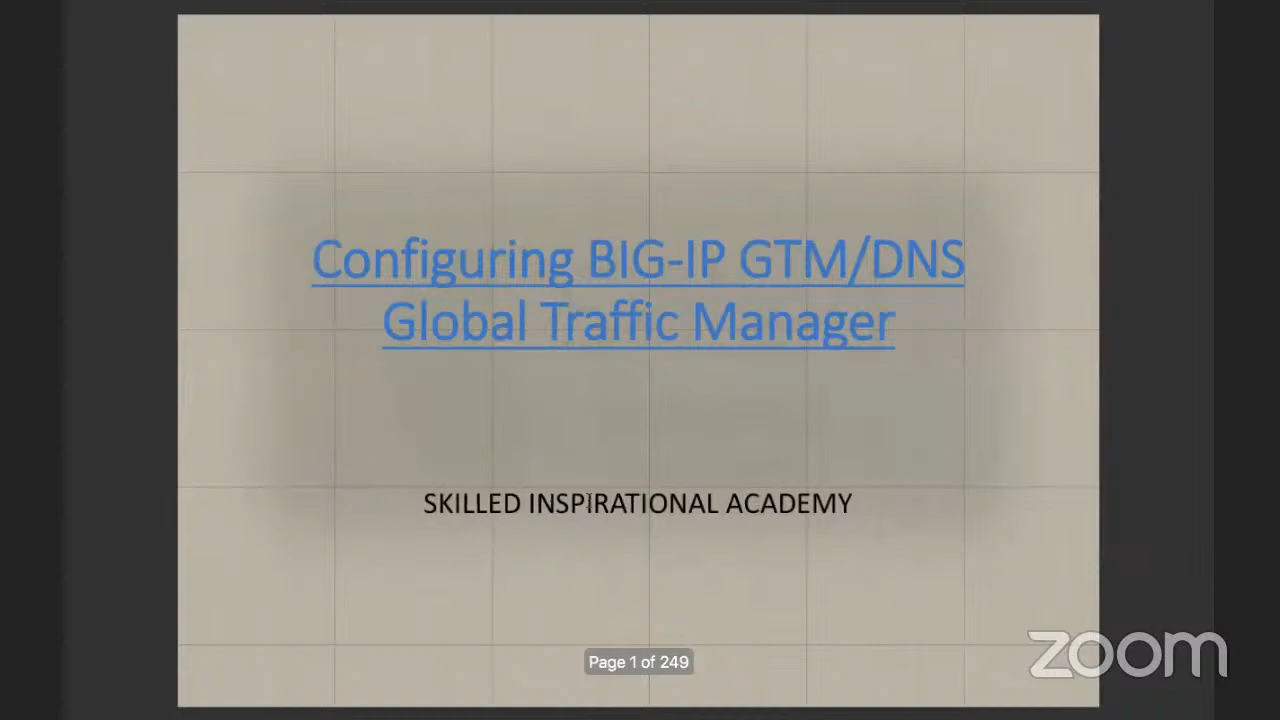 Configuring BIG-IP GTM/DNS
Global Traffic Manager
SKILLED INSPIRATIONAL ACADEMY
Page 1 of 249
zoom